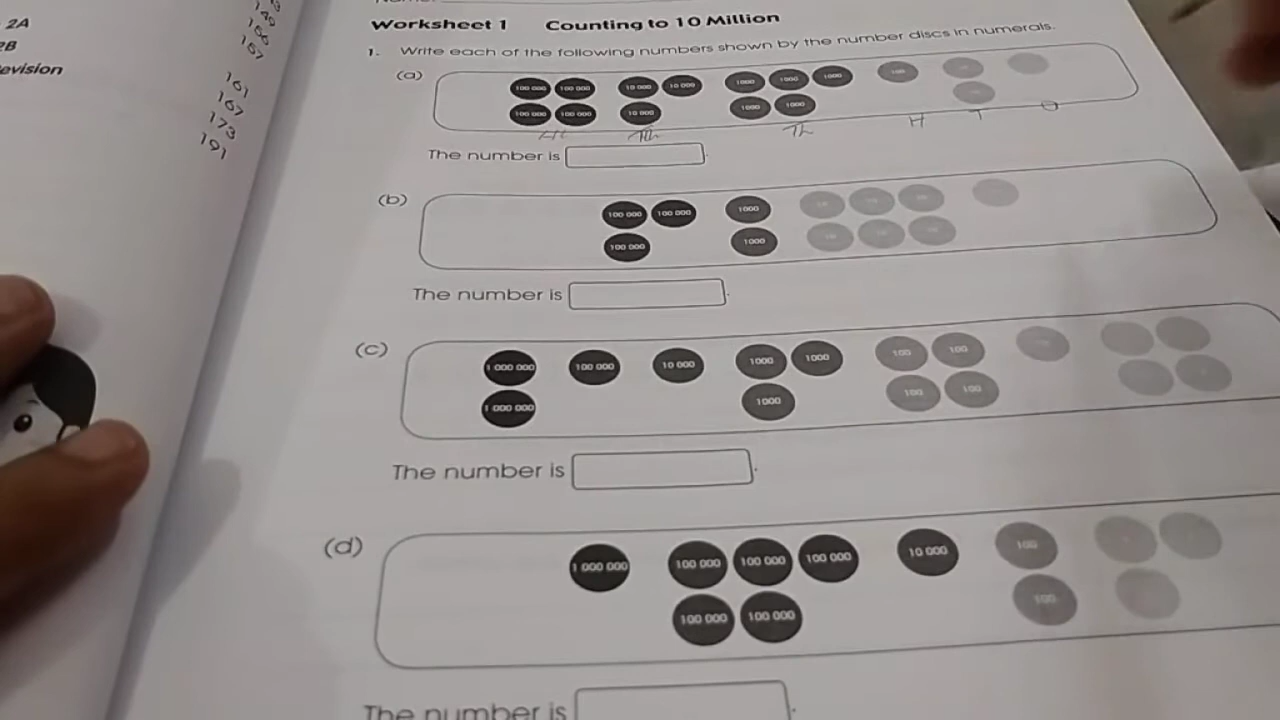 2A
2B
evision
149
156
157
161
167
173
191
Worksheet 1 Counting to 10 Million
1. Write each of the following numbers shown by the number discs in numerals.
(a)
100 000 100 000 10 000 10 000 1000 1000 1000 100
100 000 100 000 10 000 1000 1000
Th H T O
The number is
(b)
100 000 100 000 1000
100 000 1000
The number is
(c)
1 000 000 100 000 10 000 1000 1000 100 100
1 000 000 1000 100 100
The number is
(d)
1 000 000 100 000 100 000 100 000 10 000 100
100 000 100 000 100
The number is